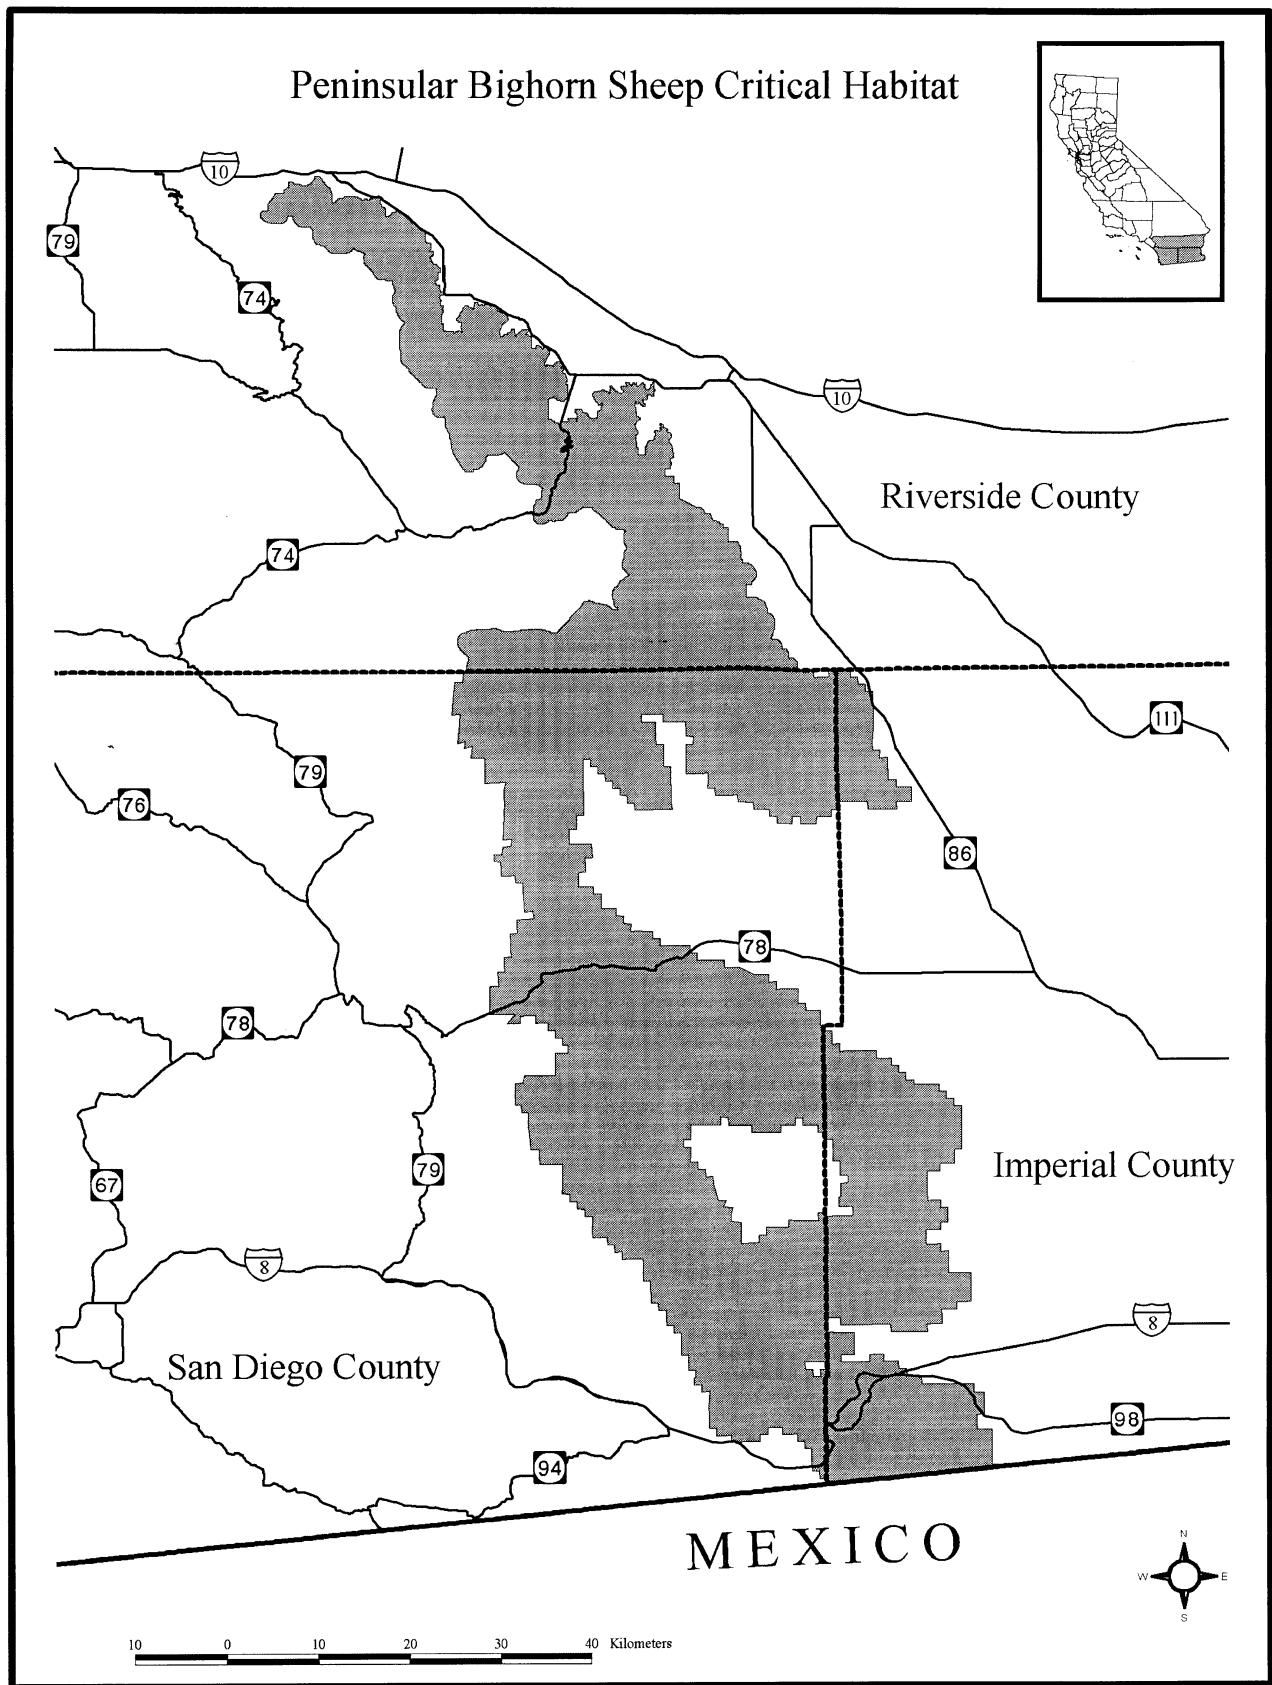 Peninsular Bighorn Sheep Critical Habitat
10
79
74
10
Riverside County
74
111
79
76
86
78
78
Imperial County
67
79
8
8
San Diego County
98
94
MEXICO
N
W E
S
10 0 10 20 30 40 Kilometers